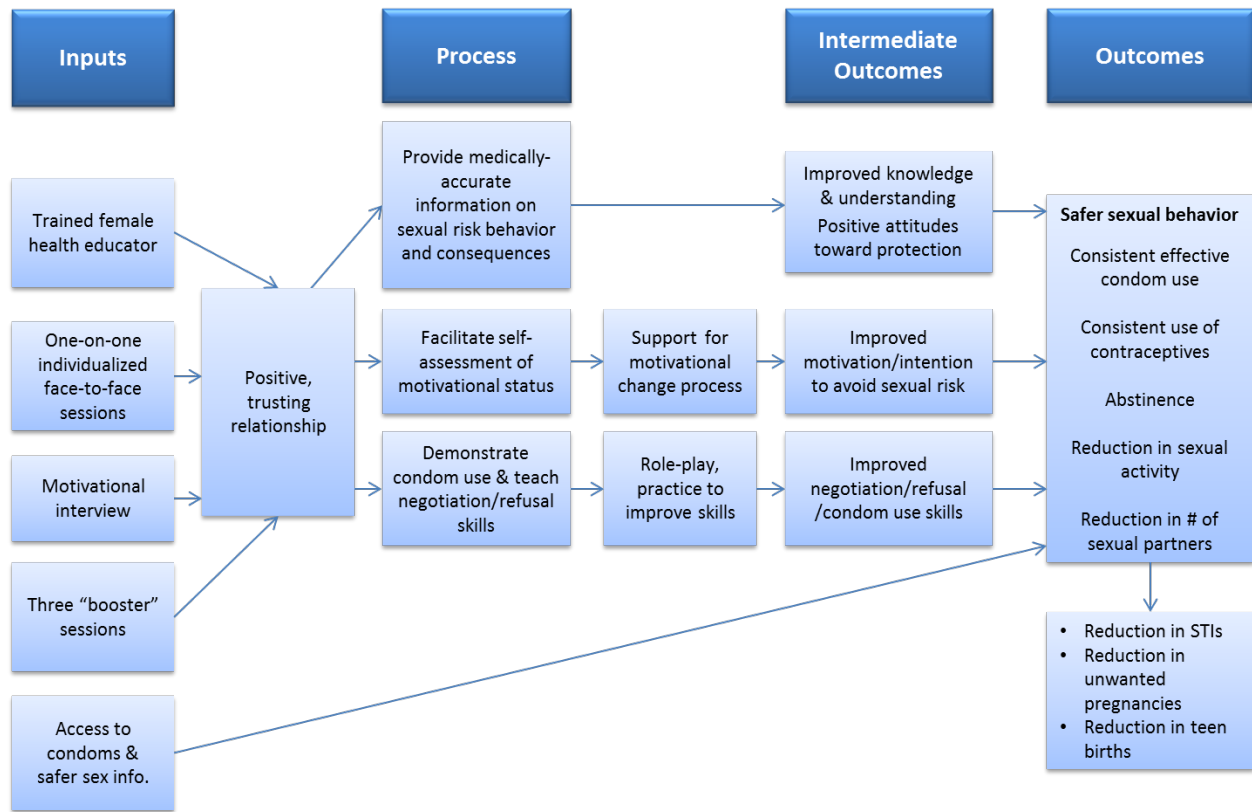 Inputs
Process
Intermediate
Outcomes
Outcomes
Trained female
health educator
One-on-one
individualized
face-to-face
sessions
Motivational
interview
Three “booster”
sessions
Access to
condoms &
safer sex info.
Positive,
trusting
relationship
Provide medically-
accurate
information on
sexual risk behavior
and consequences
Facilitate self-
assessment of
motivational status
Demonstrate
condom use & teach
negotiation/refusal
skills
Support for
motivational
change process
Role-play,
practice to
improve skills
Improved knowledge
& understanding
Positive attitudes
toward protection
Improved
motivation/intention
to avoid sexual risk
Improved
negotiation/refusal
/condom use skills
Safer sexual behavior
Consistent effective
condom use
Consistent use of
contraceptives
Abstinence
Reduction in sexual
activity
Reduction in # of
sexual partners
• Reduction in STIs
• Reduction in
unwanted
pregnancies
• Reduction in teen
births